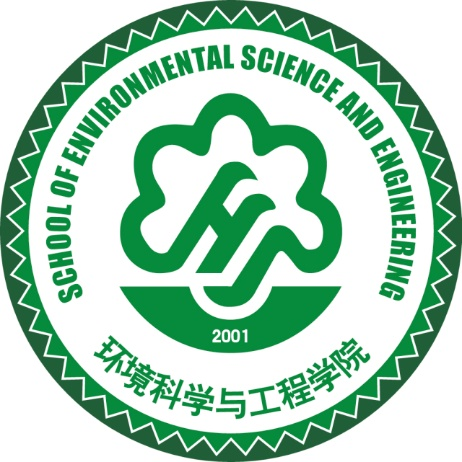 SCHOOL OF ENVIRONMENTAL SCIENCE AND ENGINEERING
2001
环境科学与工程学院